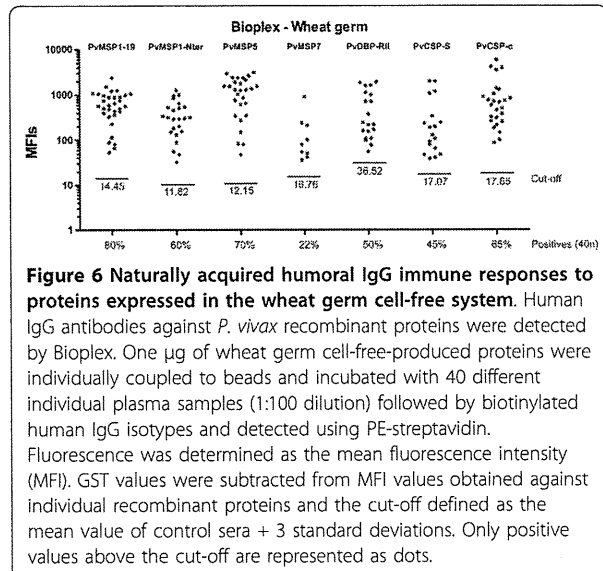 Bioplex - Wheat germ
PvMSP1-19 PvMSP1-Nter PvMSP5 PvMSP7 PvDBP-RII PvCSP-S PvCSP-c
10000
1000
100
10
1
MFIs
14.45 11.82 12.15 16.76 36.52 17.07 17.65 Cut-off
80% 60% 70% 22% 50% 45% 65% Positives (40n)
Figure 6 Naturally acquired humoral IgG immune responses to
proteins expressed in the wheat germ cell-free system. Human
IgG antibodies against P. vivax recombinant proteins were detected
by Bioplex. One μg of wheat germ cell-free-produced proteins were
individually coupled to beads and incubated with 40 different
individual plasma samples (1:100 dilution) followed by biotinylated
human IgG isotypes and detected using PE-streptavidin.
Fluorescence was determined as the mean fluorescence intensity
(MFI). GST values were subtracted from MFI values obtained against
individual recombinant proteins and the cut-off defined as the
mean value of control sera + 3 standard deviations. Only positive
values above the cut-off are represented as dots.